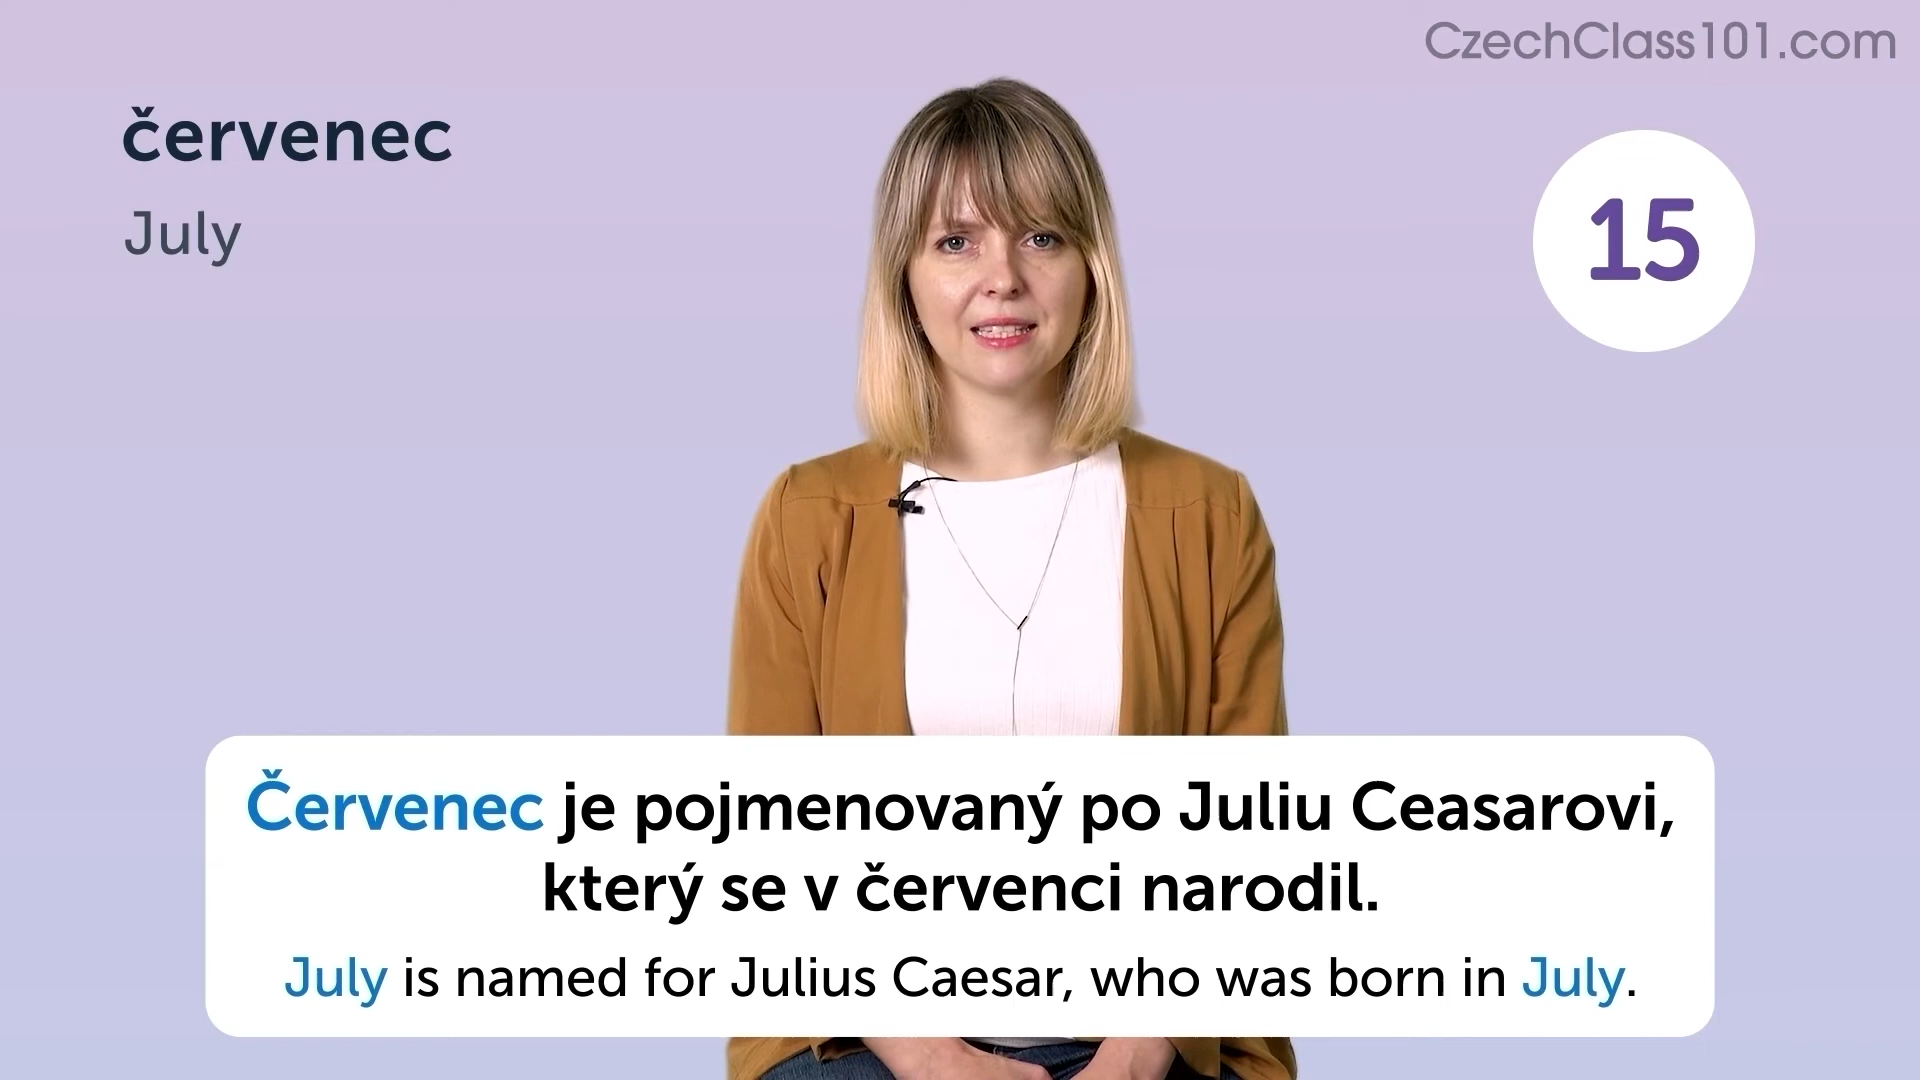 CzechClass101.com
červenec
July
15
Červenec je pojmenovaný po Juliu Ceasarovi,
který se v červenci narodil.
July is named for Julius Caesar, who was born in July.